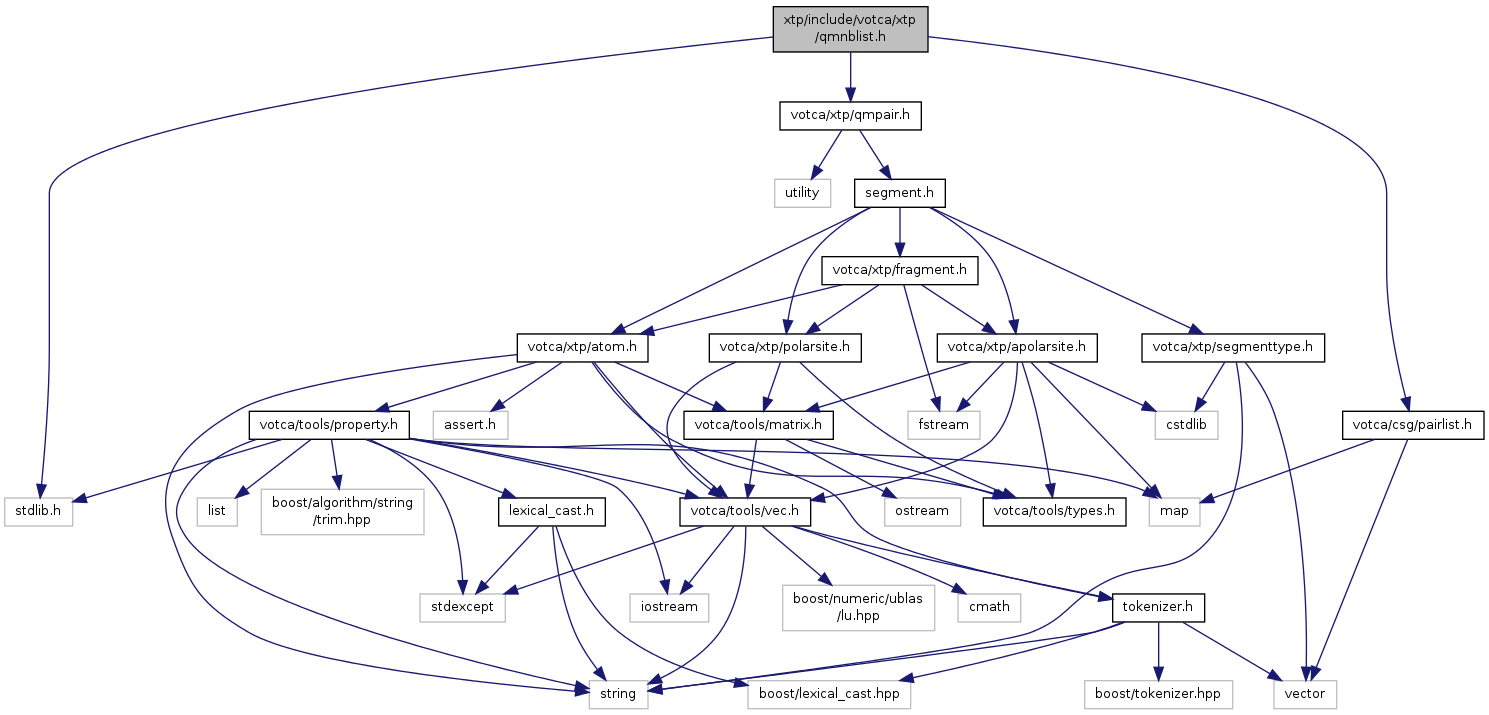 xtp/include/votca/xtp
/qmnblist.h
votca/xtp/qmpair.h
utility
segment.h
votca/xtp/fragment.h
votca/xtp/atom.h
votca/xtp/polarsite.h
votca/xtp/apolarsite.h
votca/xtp/segmenttype.h
votca/tools/property.h
assert.h
votca/tools/matrix.h
fstream
cstdlib
votca/csg/pairlist.h
stdlib.h
list
boost/algorithm/string
/trim.hpp
lexical_cast.h
votca/tools/vec.h
ostream
votca/tools/types.h
map
stdexcept
iostream
boost/numeric/ublas
/lu.hpp
cmath
tokenizer.h
string
boost/lexical_cast.hpp
boost/tokenizer.hpp
vector